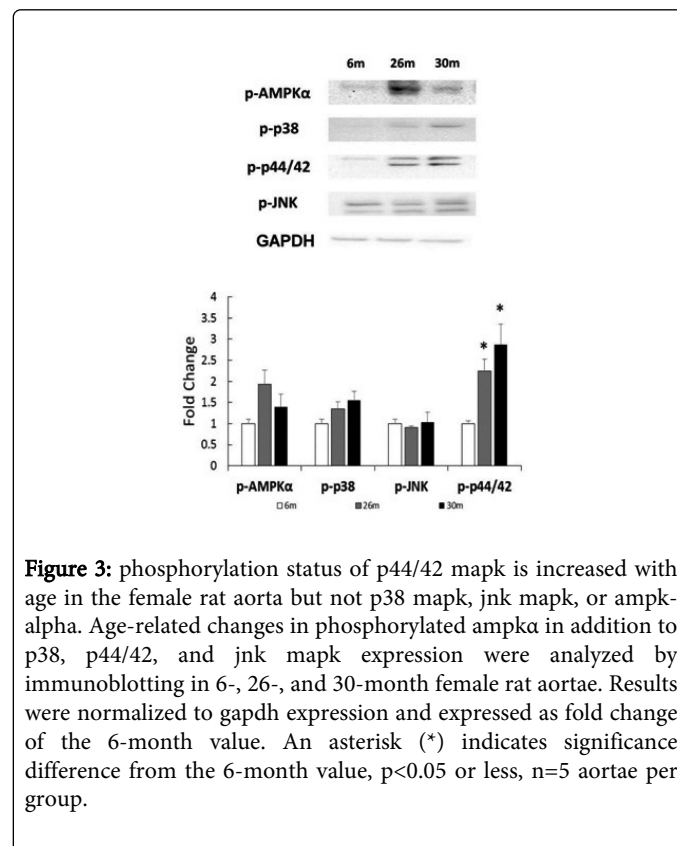 6m 26m 30m
p-AMPKα
p-p38
p-p44/42
p-JNK
GAPDH
4
3.5
3
2.5
2
1.5
1
0.5
0
Fold Change
* *
p-AMPKα p-p38 p-JNK p-p44/42
6m 26m 30m
Figure 3: phosphorylation status of p44/42 mapk is increased with
age in the female rat aorta but not p38 mapk, jnk mapk, or ampk-
alpha. Age-related changes in phosphorylated ampkα in addition to
p38, p44/42, and jnk mapk expression were analyzed by
immunoblotting in 6-, 26-, and 30-month female rat aortae. Results
were normalized to gapdh expression and expressed as fold change
of the 6-month value. An asterisk (*) indicates significance
difference from the 6-month value, p<0.05 or less, n=5 aortae per
group.